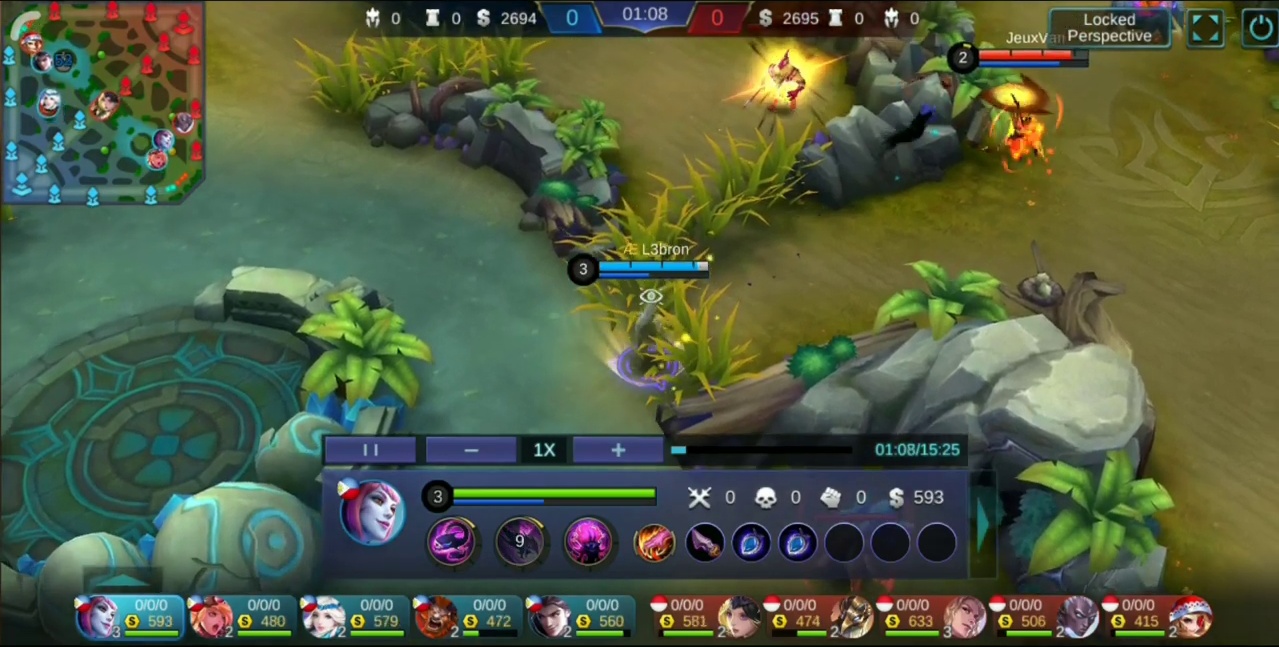 0 0 $ 2694 0 01:08 0 $ 2695 0 0
Locked
Perspective
2
Æ L3bron
3
1X
01:08/15:25
3 0 0 0 $ 593
9
0/0/0 0/0/0 0/0/0 0/0/0 0/0/0 0/0/0 0/0/0 0/0/0 0/0/0 0/0/0
S 593 S 480 S 579 S 472 S 560 S 581 S 474 S 633 S 506 S 415
3 2 2 2 2 2 2 3 2 2